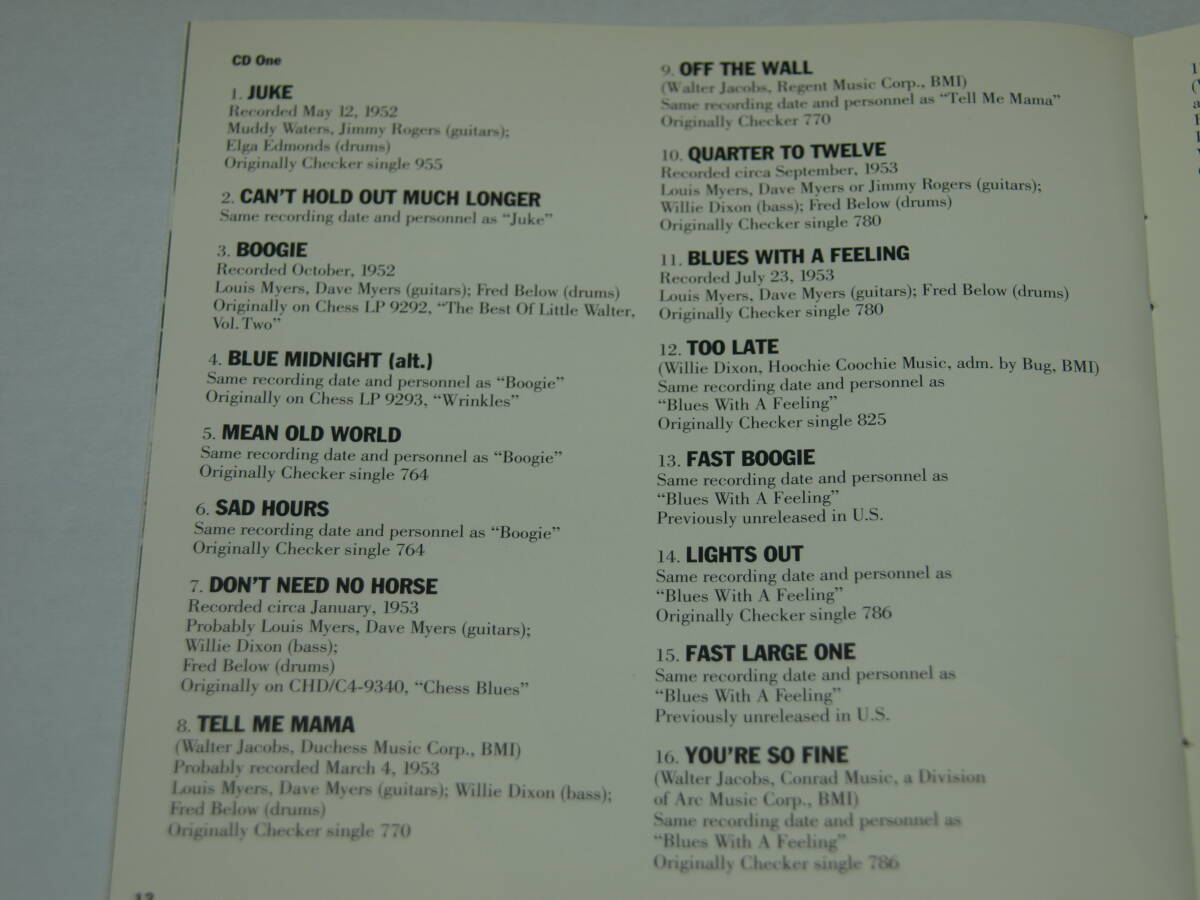 CD One
1. JUKE
Recorded May 12, 1952
Muddy Waters, Jimmy Rogers (guitars);
Elga Edmonds (drums)
Originally Checker single 955
2. CAN'T HOLD OUT MUCH LONGER
Same recording date and personnel as “Juke”
3. BOOGIE
Recorded October, 1952
Louis Myers, Dave Myers (guitars); Fred Below (drums)
Originally on Chess LP 9292, “The Best Of Little Walter,
Vol. Two”
4. BLUE MIDNIGHT (alt.)
Same recording date and personnel as “Boogie”
Originally on Chess LP 9293, “Wrinkles”
5. MEAN OLD WORLD
Same recording date and personnel as “Boogie”
Originally Checker single 764
6. SAD HOURS
Same recording date and personnel as “Boogie”
Originally Checker single 764
7. DON'T NEED NO HORSE
Recorded circa January, 1953
Probably Louis Myers, Dave Myers (guitars);
Willie Dixon (bass);
Fred Below (drums)
Originally on CHD/C4-9340, “Chess Blues”
8. TELL ME MAMA
(Walter Jacobs, Duchess Music Corp., BMI)
Probably recorded March 4, 1953
Louis Myers, Dave Myers (guitars); Willie Dixon (bass);
Fred Below (drums)
Originally Checker single 770
9. OFF THE WALL
(Walter Jacobs, Regent Music Corp., BMI)
Same recording date and personnel as “Tell Me Mama”
Originally Checker 770
10. QUARTER TO TWELVE
Recorded circa September, 1953
Louis Myers, Dave Myers or Jimmy Rogers (guitars);
Willie Dixon (bass); Fred Below (drums)
Originally Checker single 780
11. BLUES WITH A FEELING
Recorded July 23, 1953
Louis Myers, Dave Myers (guitars); Fred Below (drums)
Originally Checker single 780
12. TOO LATE
(Willie Dixon, Hoochie Coochie Music, adm. by Bug, BMI)
Same recording date and personnel as
“Blues With A Feeling”
Originally Checker single 825
13. FAST BOOGIE
Same recording date and personnel as
“Blues With A Feeling”
Previously unreleased in U.S.
14. LIGHTS OUT
Same recording date and personnel as
“Blues With A Feeling”
Originally Checker single 786
15. FAST LARGE ONE
Same recording date and personnel as
“Blues With A Feeling”
Previously unreleased in U.S.
16. YOU'RE SO FINE
(Walter Jacobs, Conrad Music, a Division
of Arc Music Corp., BMI)
Same recording date and personnel as
“Blues With A Feeling”
Originally Checker single 786